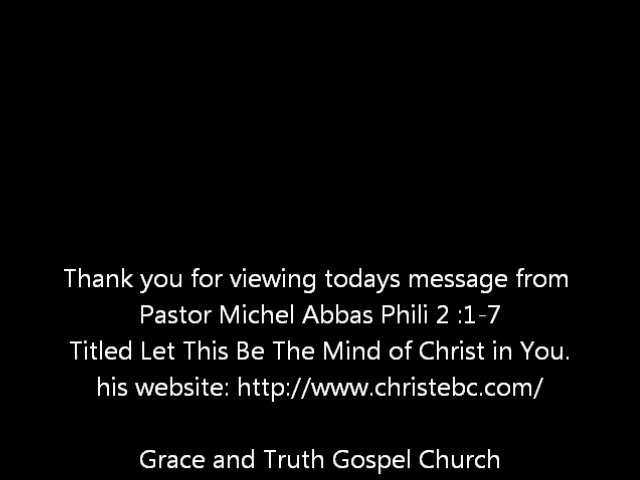 Thank you for viewing todays message from
Pastor Michel Abbas Phili 2 :1-7
Titled Let This Be The Mind of Christ in You.
his website: http://www.christebc.com/
Grace and Truth Gospel Church